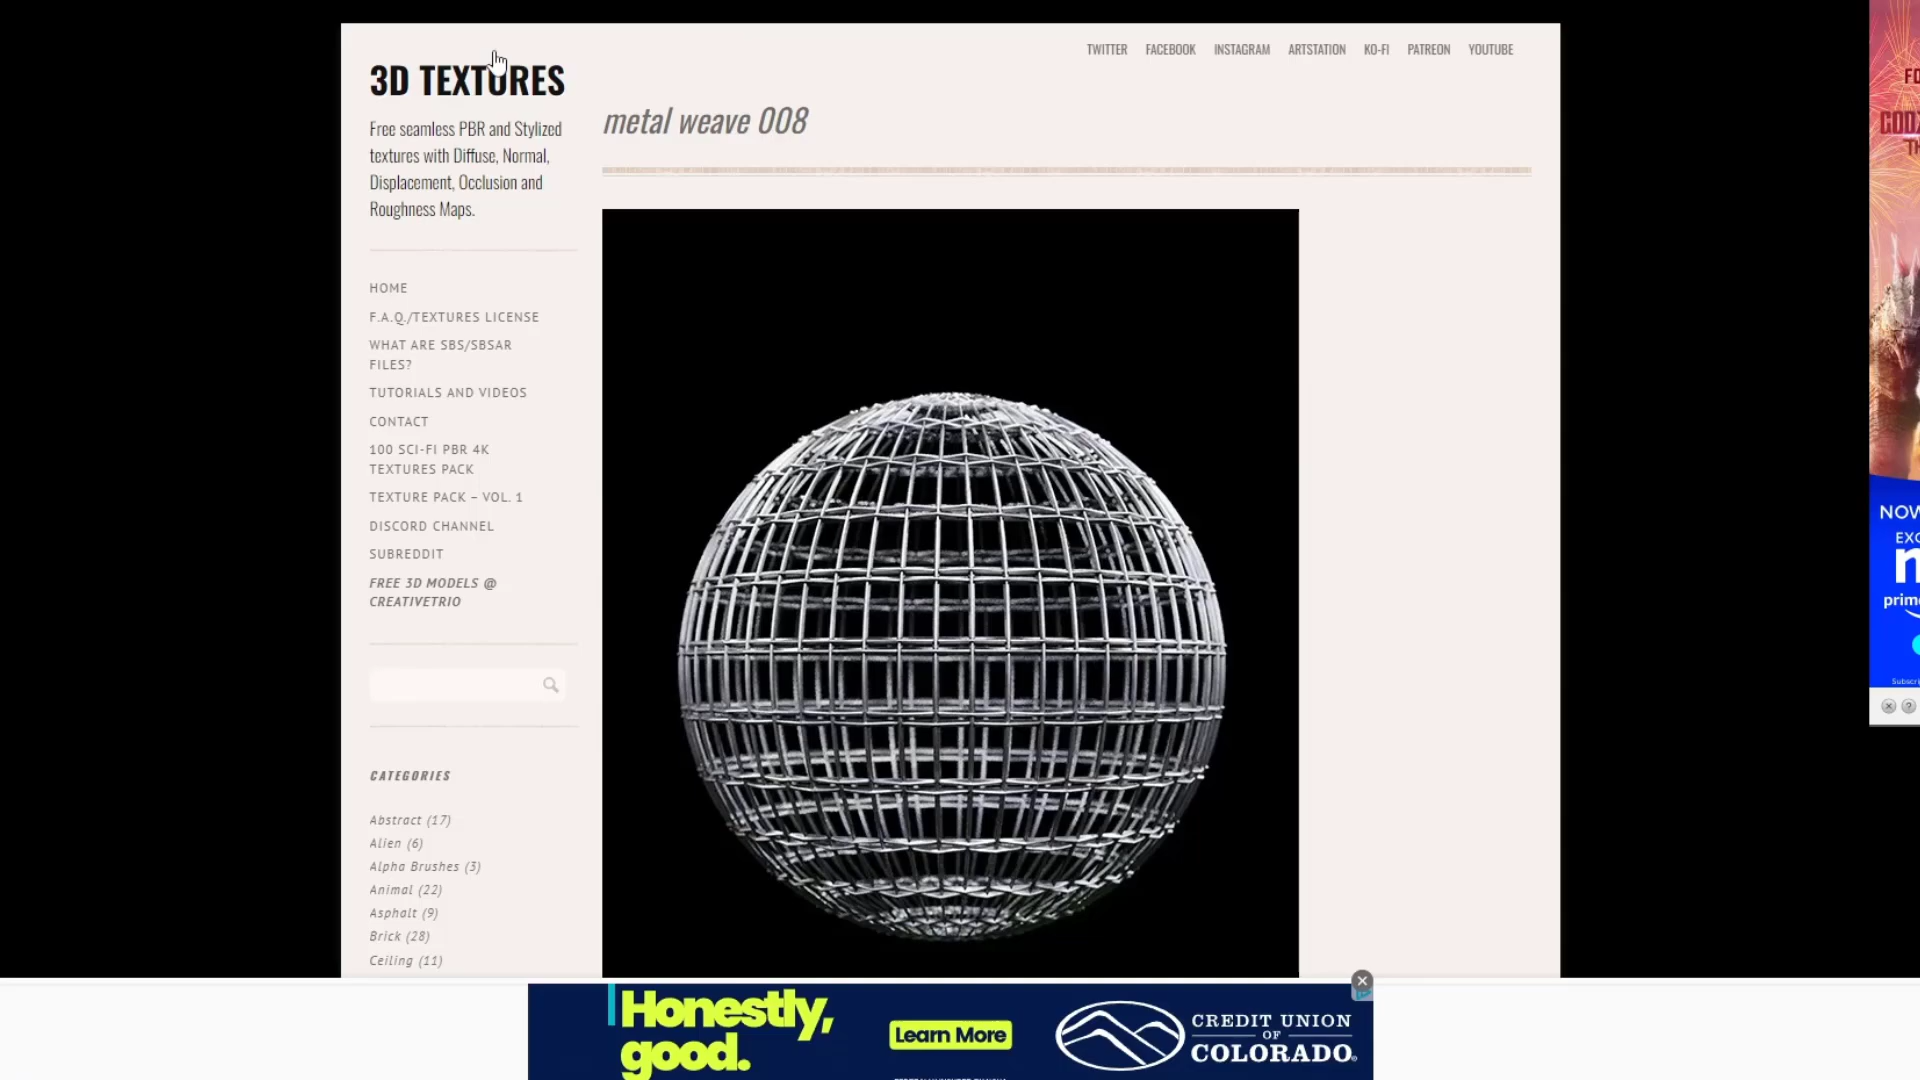 3D TEXTURES
Free seamless PBR and Stylized
textures with Diffuse, Normal,
Displacement, Occlusion and
Roughness Maps.
HOME
F.A.Q./TEXTURES LICENSE
WHAT ARE SBS/SBSAR
FILES?
TUTORIALS AND VIDEOS
CONTACT
100 SCI-FI PBR 4K
TEXTURES PACK
TEXTURE PACK – VOL. 1
DISCORD CHANNEL
SUBREDDIT
FREE 3D MODELS @
CREATIVETRIO
CATEGORIES
Abstract (17)
Alien (6)
Alpha Brushes (3)
Animal (22)
Asphalt (9)
Brick (28)
Ceiling (11)
TWITTER FACEBOOK INSTAGRAM ARTSTATION KO-FI PATREON YOUTUBE
metal weave 008
Honestly,
good.
Learn More
CREDIT UNION
OF
COLORADO